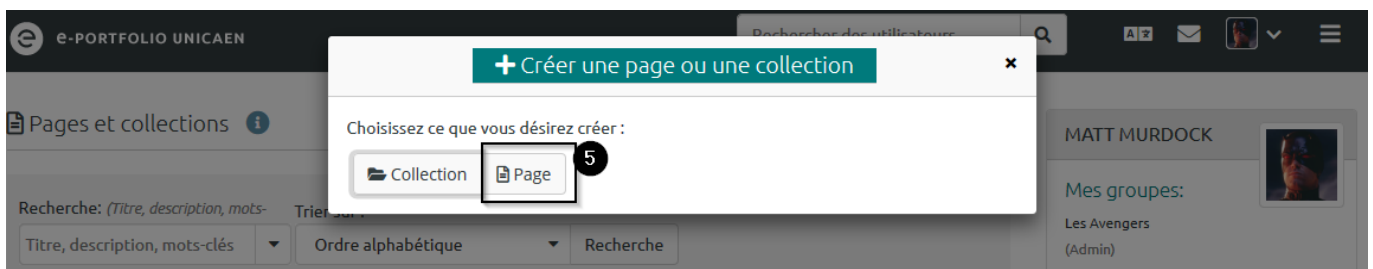 e-PORTFOLIO UNICAEN
Rechercher des utilisateurs
Créer une page ou une collection
×
Pages et collections
Choisissez ce que vous désirez créer :
MATT MURDOCK
5
Collection
Page
Mes groupes:
Recherche: (Titre, description, mots-
Trier sur :
Les Avengers
Titre, description, mots-clés
Ordre alphabétique
Recherche
(Admin)